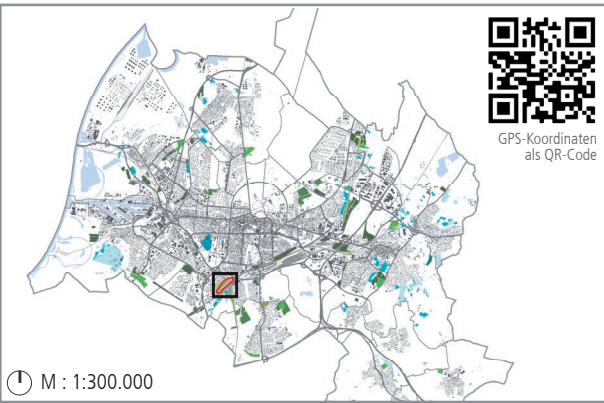 GPS-Koordinaten
als QR-Code
M : 1:300.000